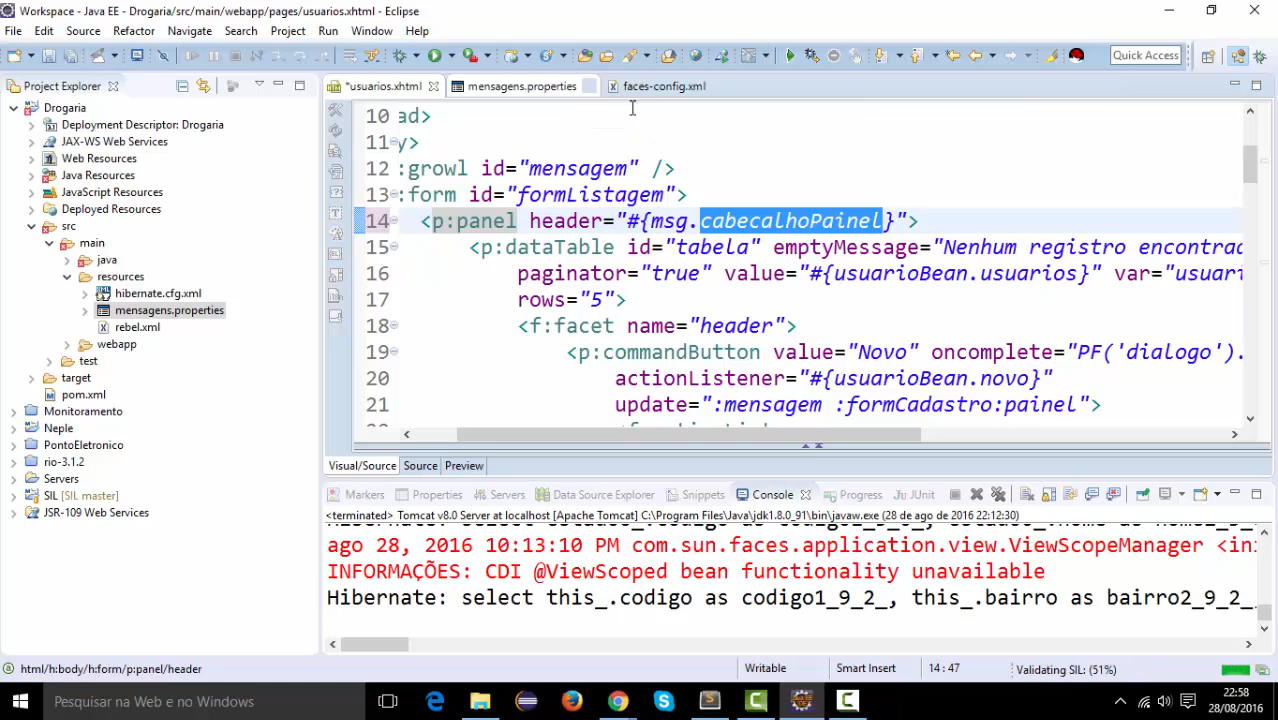 Workspace - Java EE - Drogaria/src/main/webapp/pages/usuarios.xhtml - Eclipse
File Edit Source Refactor Navigate Search Project Run Window Help
Quick Access
Project Explorer
*usuarios.xhtml mensagens.properties faces-config.xml
Drogaria
Deployment Descriptor: Drogaria
JAX-WS Web Services
Web Resources
Java Resources
JavaScript Resources
Deployed Resources
src
main
java
resources
hibernate.cfg.xml
mensagens.properties
rebel.xml
webapp
test
target
pom.xml
Monitoramento
Neple
PontoEletronico
rio-3.1.2
Servers
SIL [SIL master]
JSR-109 Web Services
10 ad>
11 y>
12 :growl id="mensagem" />
13 :form id="formListagem">
14 <p:panel header="#{msg.cabecalhoPainel}">
15 <p:dataTable id="tabela" emptyMessage="Nenhum registro encontrad
16 paginator="true" value="#{usuarioBean.usuarios}" var="usuari
17 rows="5">
18 <f:facet name="header">
19 <p:commandButton value="Novo" oncomplete="PF('dialogo').
20 actionListener="#{usuarioBean.novo}"
21 update=":mensagem :formCadastro:painel">
Visual/Source Source Preview
Markers Properties Servers Data Source Explorer Snippets Console Progress JUnit
<terminated> Tomcat v8.0 Server at localhost [Apache Tomcat] C:\Program Files\Java\jdk1.8.0_91\bin\javaw.exe (28 de ago de 2016 22:12:30)
ago 28, 2016 10:13:10 PM com.sun.faces.application.view.ViewScopeManager <in
INFORMAÇÕES: CDI @ViewScoped bean functionality unavailable
Hibernate: select this_.codigo as codigo1_9_2_, this_.bairro as bairro2_9_2_
html/h:body/h:form/p:panel/header
Writable Smart Insert 14 : 47 Validating SIL: (51%)
Pesquisar na Web e no Windows
22:58
28/08/2016